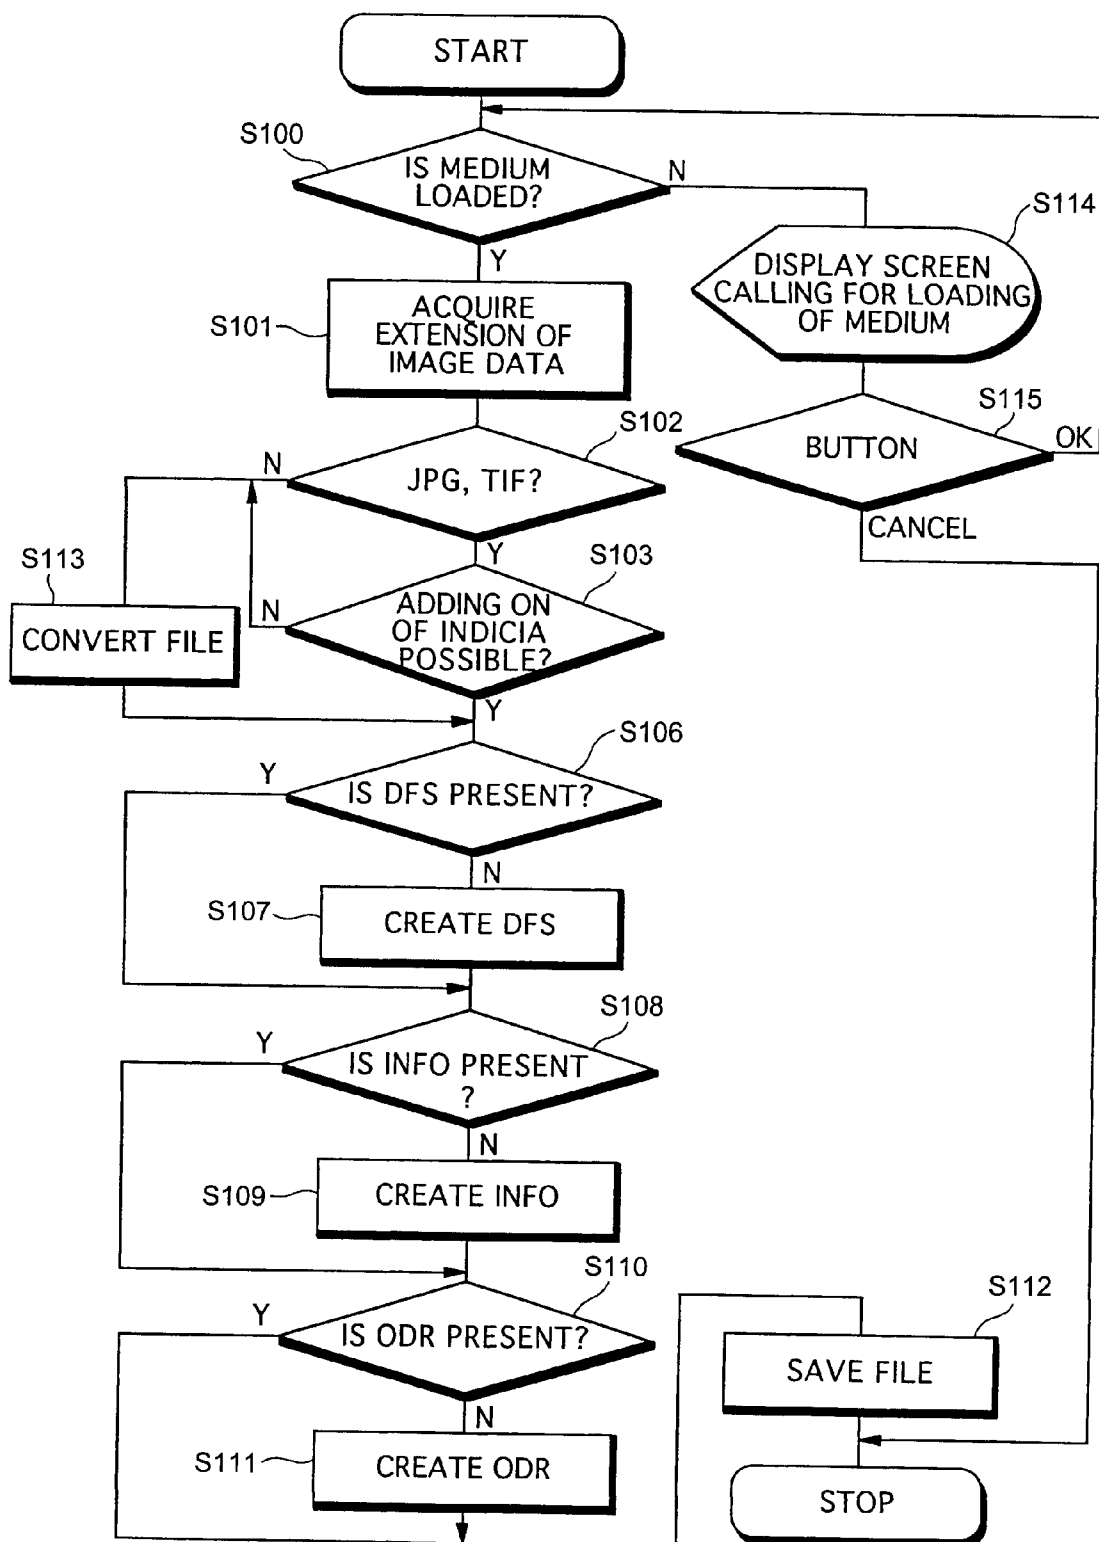 START
S100
IS MEDIUM
LOADED?
N
Y
S114
DISPLAY SCREEN
CALLING FOR LOADING
OF MEDIUM
S101
ACQUIRE
EXTENSION OF
IMAGE DATA
S115
BUTTON
OK
CANCEL
S102
N
JPG, TIF?
Y
S113
CONVERT FILE
S103
N
ADDING ON
OF INDICIA
POSSIBLE?
Y
S106
Y
IS DFS PRESENT?
N
S107
CREATE DFS
S108
Y
IS INFO PRESENT
?
N
S109
CREATE INFO
S110
Y
IS ODR PRESENT?
N
S111
CREATE ODR
S112
SAVE FILE
STOP